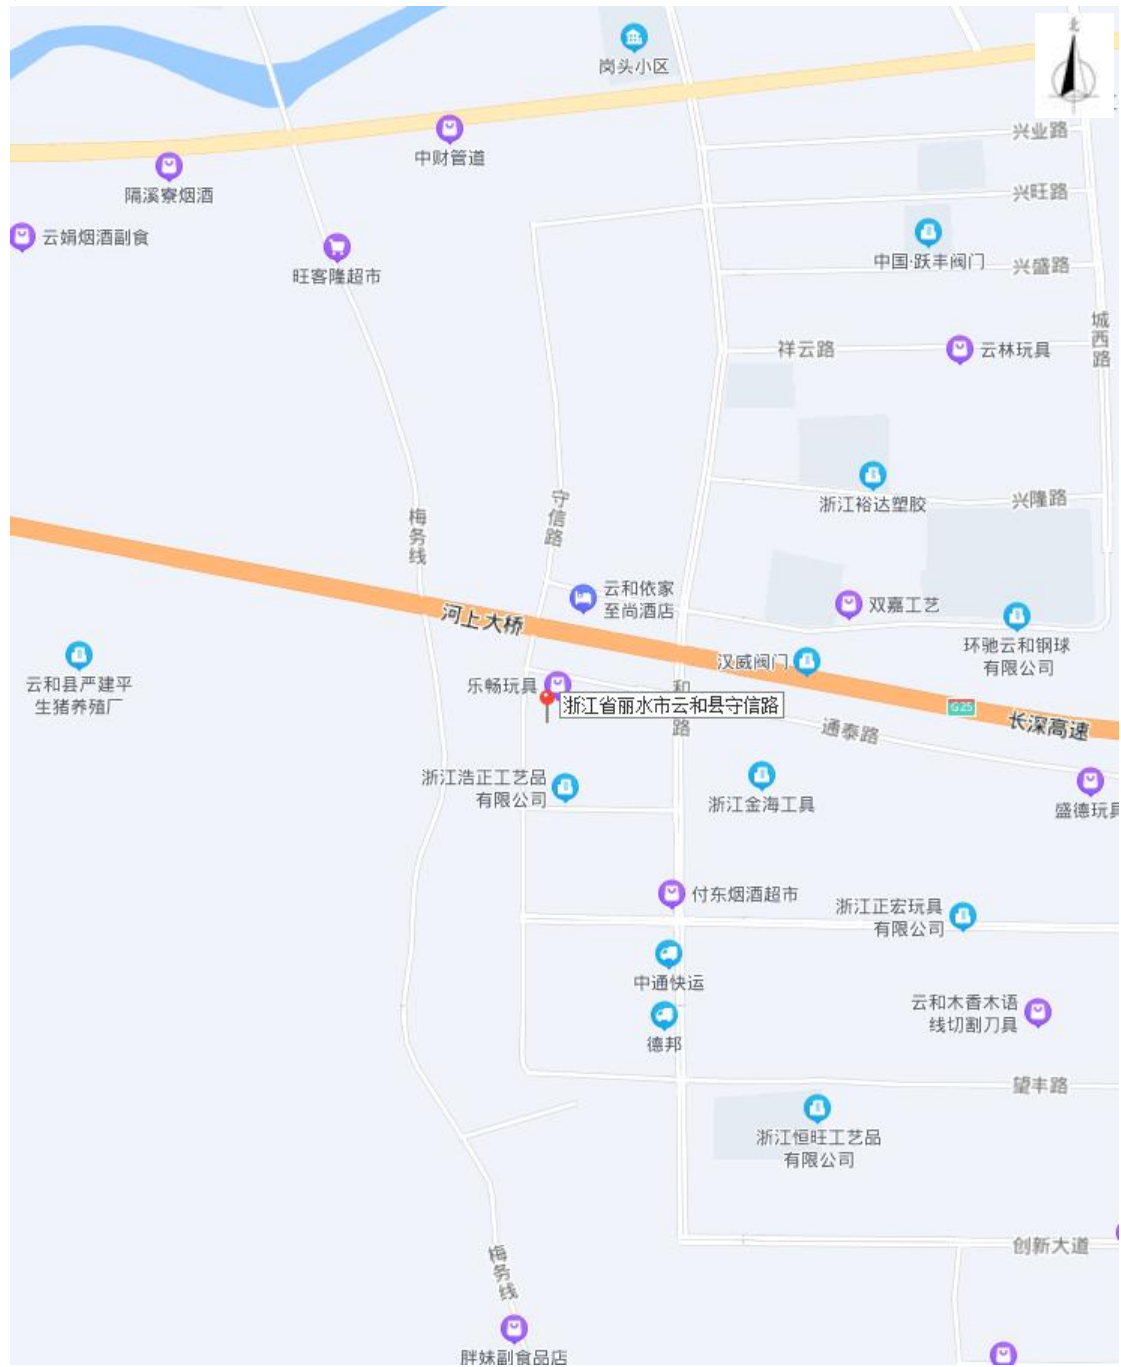 北
岗头小区
兴业路
中财管道
隔溪寮烟酒
兴旺路
云娟烟酒副食
旺客隆超市
中国·跃丰阀门
兴盛路
城西路
祥云路
云林玩具
浙江裕达塑胶
兴隆路
守信路
梅务线
云和依家
至尚酒店
双嘉工艺
河上大桥
环驰云和钢球
有限公司
云和县严建平
生猪养殖厂
汉威阀门
乐畅玩具
和
路
浙江省丽水市云和县守信路
G25
长深高速
通泰路
浙江浩正工艺品
有限公司
浙江金海工具
盛德玩具
付东烟酒超市
浙江正宏玩具
有限公司
中通快运
云和木香木语
线切割刀具
德邦
望丰路
浙江恒旺工艺品
有限公司
创新大道
梅务线
胖妹副食品店